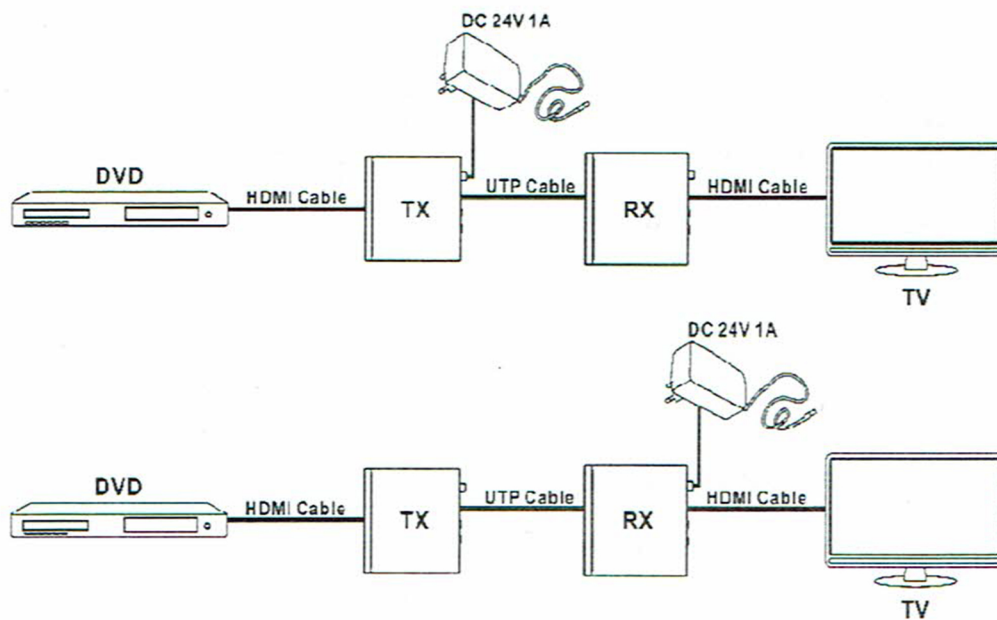 DC 24V 1A
DVD
HDMI Cable
TX
UTP Cable
RX
HDMI Cable
TV
DC 24V 1A
DVD
HDMI Cable
TX
UTP Cable
RX
HDMI Cable
TV